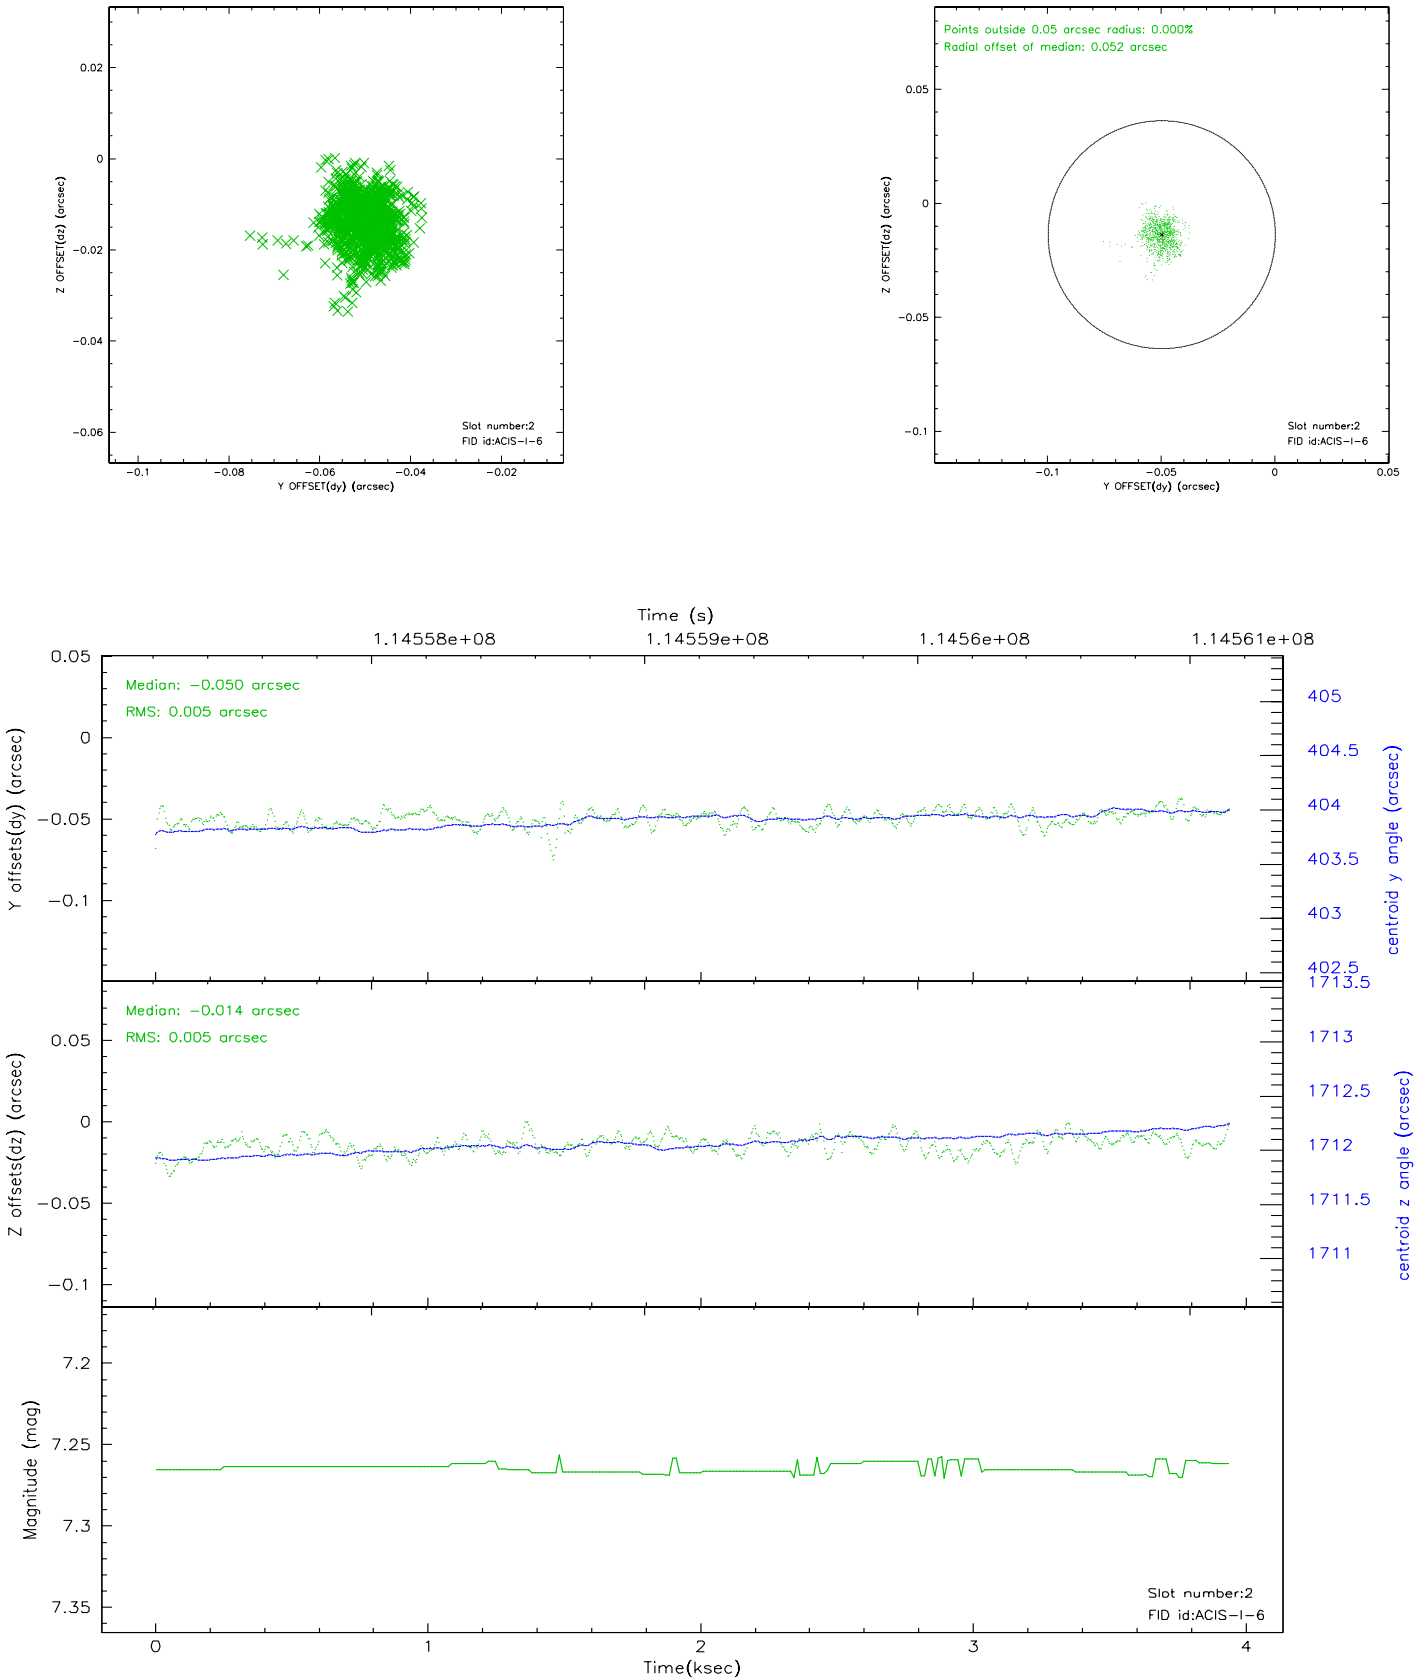 0.02
0
−0.02
−0.04
−0.06
Z OFFSET(dz) (arcsec)
Slot number:2
FID id:ACIS−I−6
−0.1
−0.08
−0.06
−0.04
−0.02
Y OFFSET(dy) (arcsec)
Points outside 0.05 arcsec radius: 0.000%
Radial offset of median: 0.052 arcsec
0.05
0
−0.05
−0.1
Z OFFSET(dz) (arcsec)
Slot number:2
FID id:ACIS−I−6
−0.1
−0.05
0
0.05
Y OFFSET(dy) (arcsec)
Time (s)
1.14558e+08
1.14559e+08
1.1456e+08
1.14561e+08
Median: −0.050 arcsec
RMS: 0.005 arcsec
0.05
0
−0.05
−0.1
Y offsets(dy) (arcsec)
405
404.5
404
403.5
403
402.5
centroid y angle (arcsec)
Median: −0.014 arcsec
RMS: 0.005 arcsec
0.05
0
−0.05
−0.1
Z offsets(dz) (arcsec)
1713.5
1713
1712.5
1712
1711.5
1711
centroid z angle (arcsec)
7.2
7.25
7.3
7.35
Magnitude (mag)
Slot number:2
FID id:ACIS−I−6
0
1
2
3
4
Time(ksec)